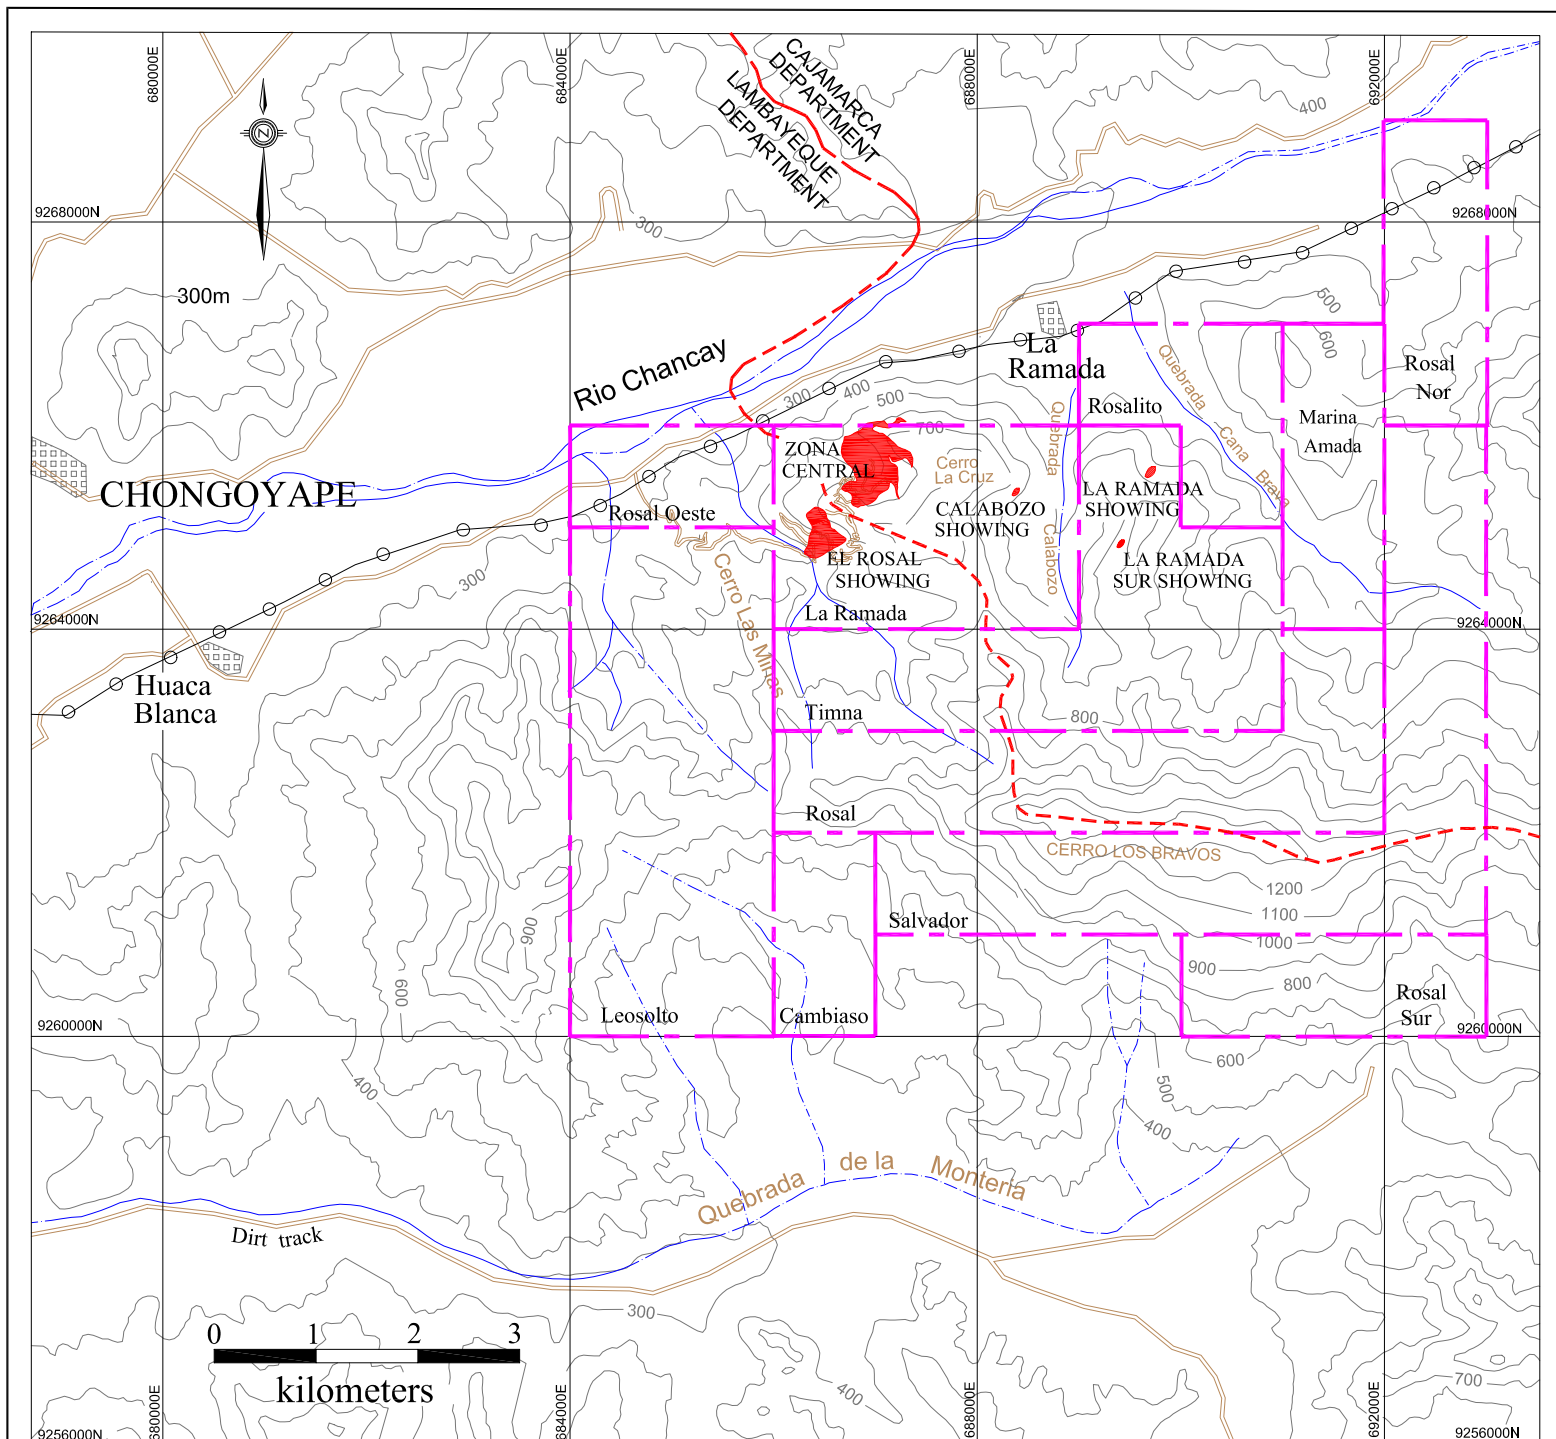 680000E
684000E
688000E
692000E
CAJAMARCA
DEPARTMENT
LAMBAYEQUE
DEPARTMENT
400
N
9268000N
9268000N
300
300m
500
600
Rio Chancay
La
Ramada
Quebrada Cana Brava
Rosal
Nor
300
400
500
700
Rosalito
Marina
Amada
ZONA
CENTRAL
Cerro
La Cruz
Quebrada Calabozo
CHONGOYAPE
Rosal Oeste
CALABOZO
SHOWING
LA RAMADA
SHOWING
EL ROSAL
SHOWING
LA RAMADA
SUR SHOWING
300
Cerro Las Minas
La Ramada
9264000N
9264000N
Huaca
Blanca
Timna
800
Rosal
CERRO LOS BRAVOS
1200
1100
1000
900
800
Salvador
900
600
Leosolto
Cambiaso
Rosal
Sur
9260000N
9260000N
600
500
400
400
Quebrada de la Monteria
Dirt track
300
0 1 2 3
kilometers
400
700
9256000N
9256000N
680000E
684000E
688000E
692000E